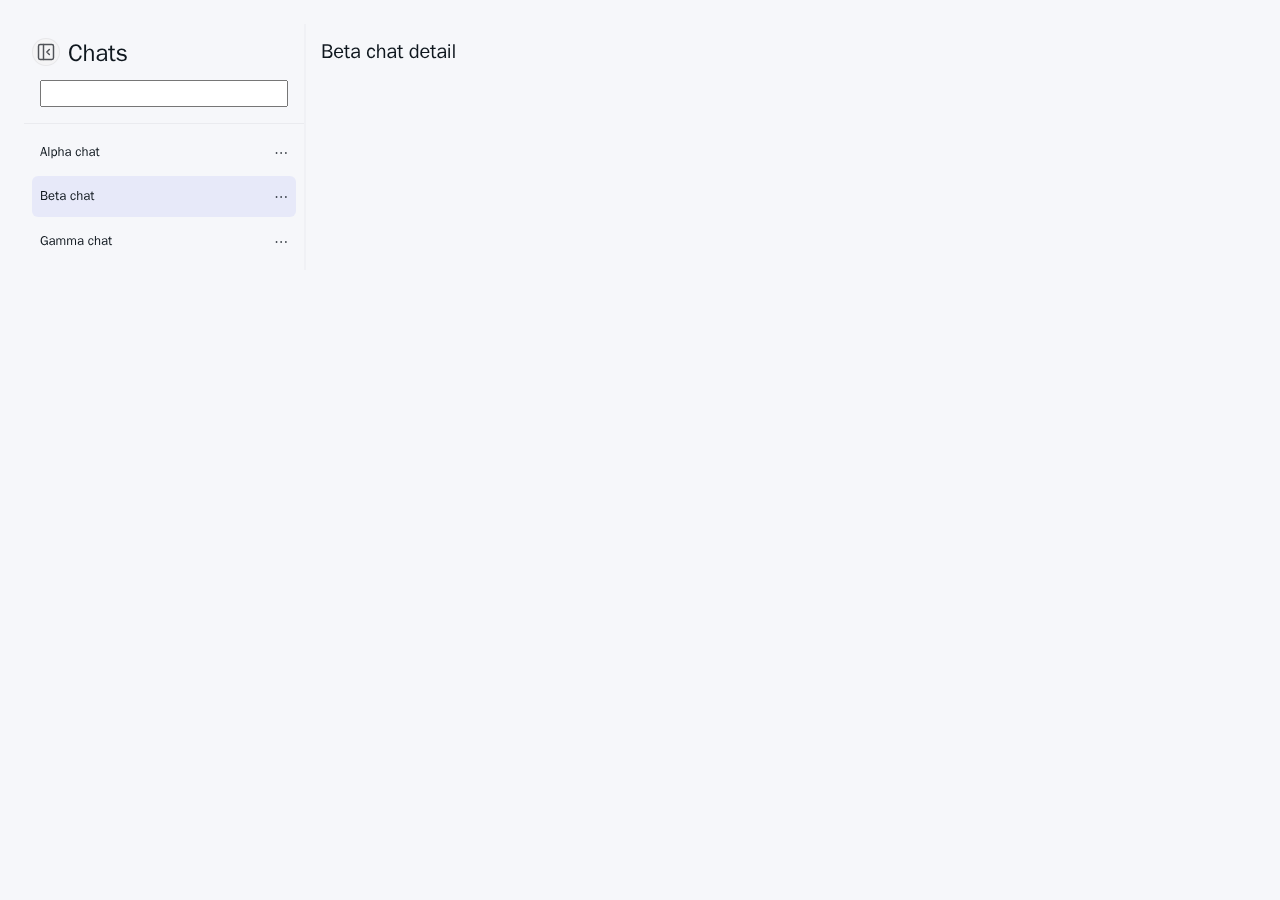 Chats
Beta chat detail
Alpha chat ...
Beta chat ...
Gamma chat ...